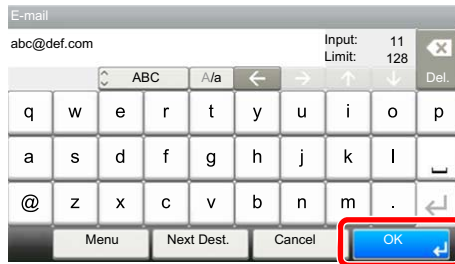 E-mail
abc@def.com
Input: 11
Limit: 128
ABC A/a Del.
q w e r t y u i o p
a s d f g h j k l
@ z x c v b n m .
Menu Next Dest. Cancel OK